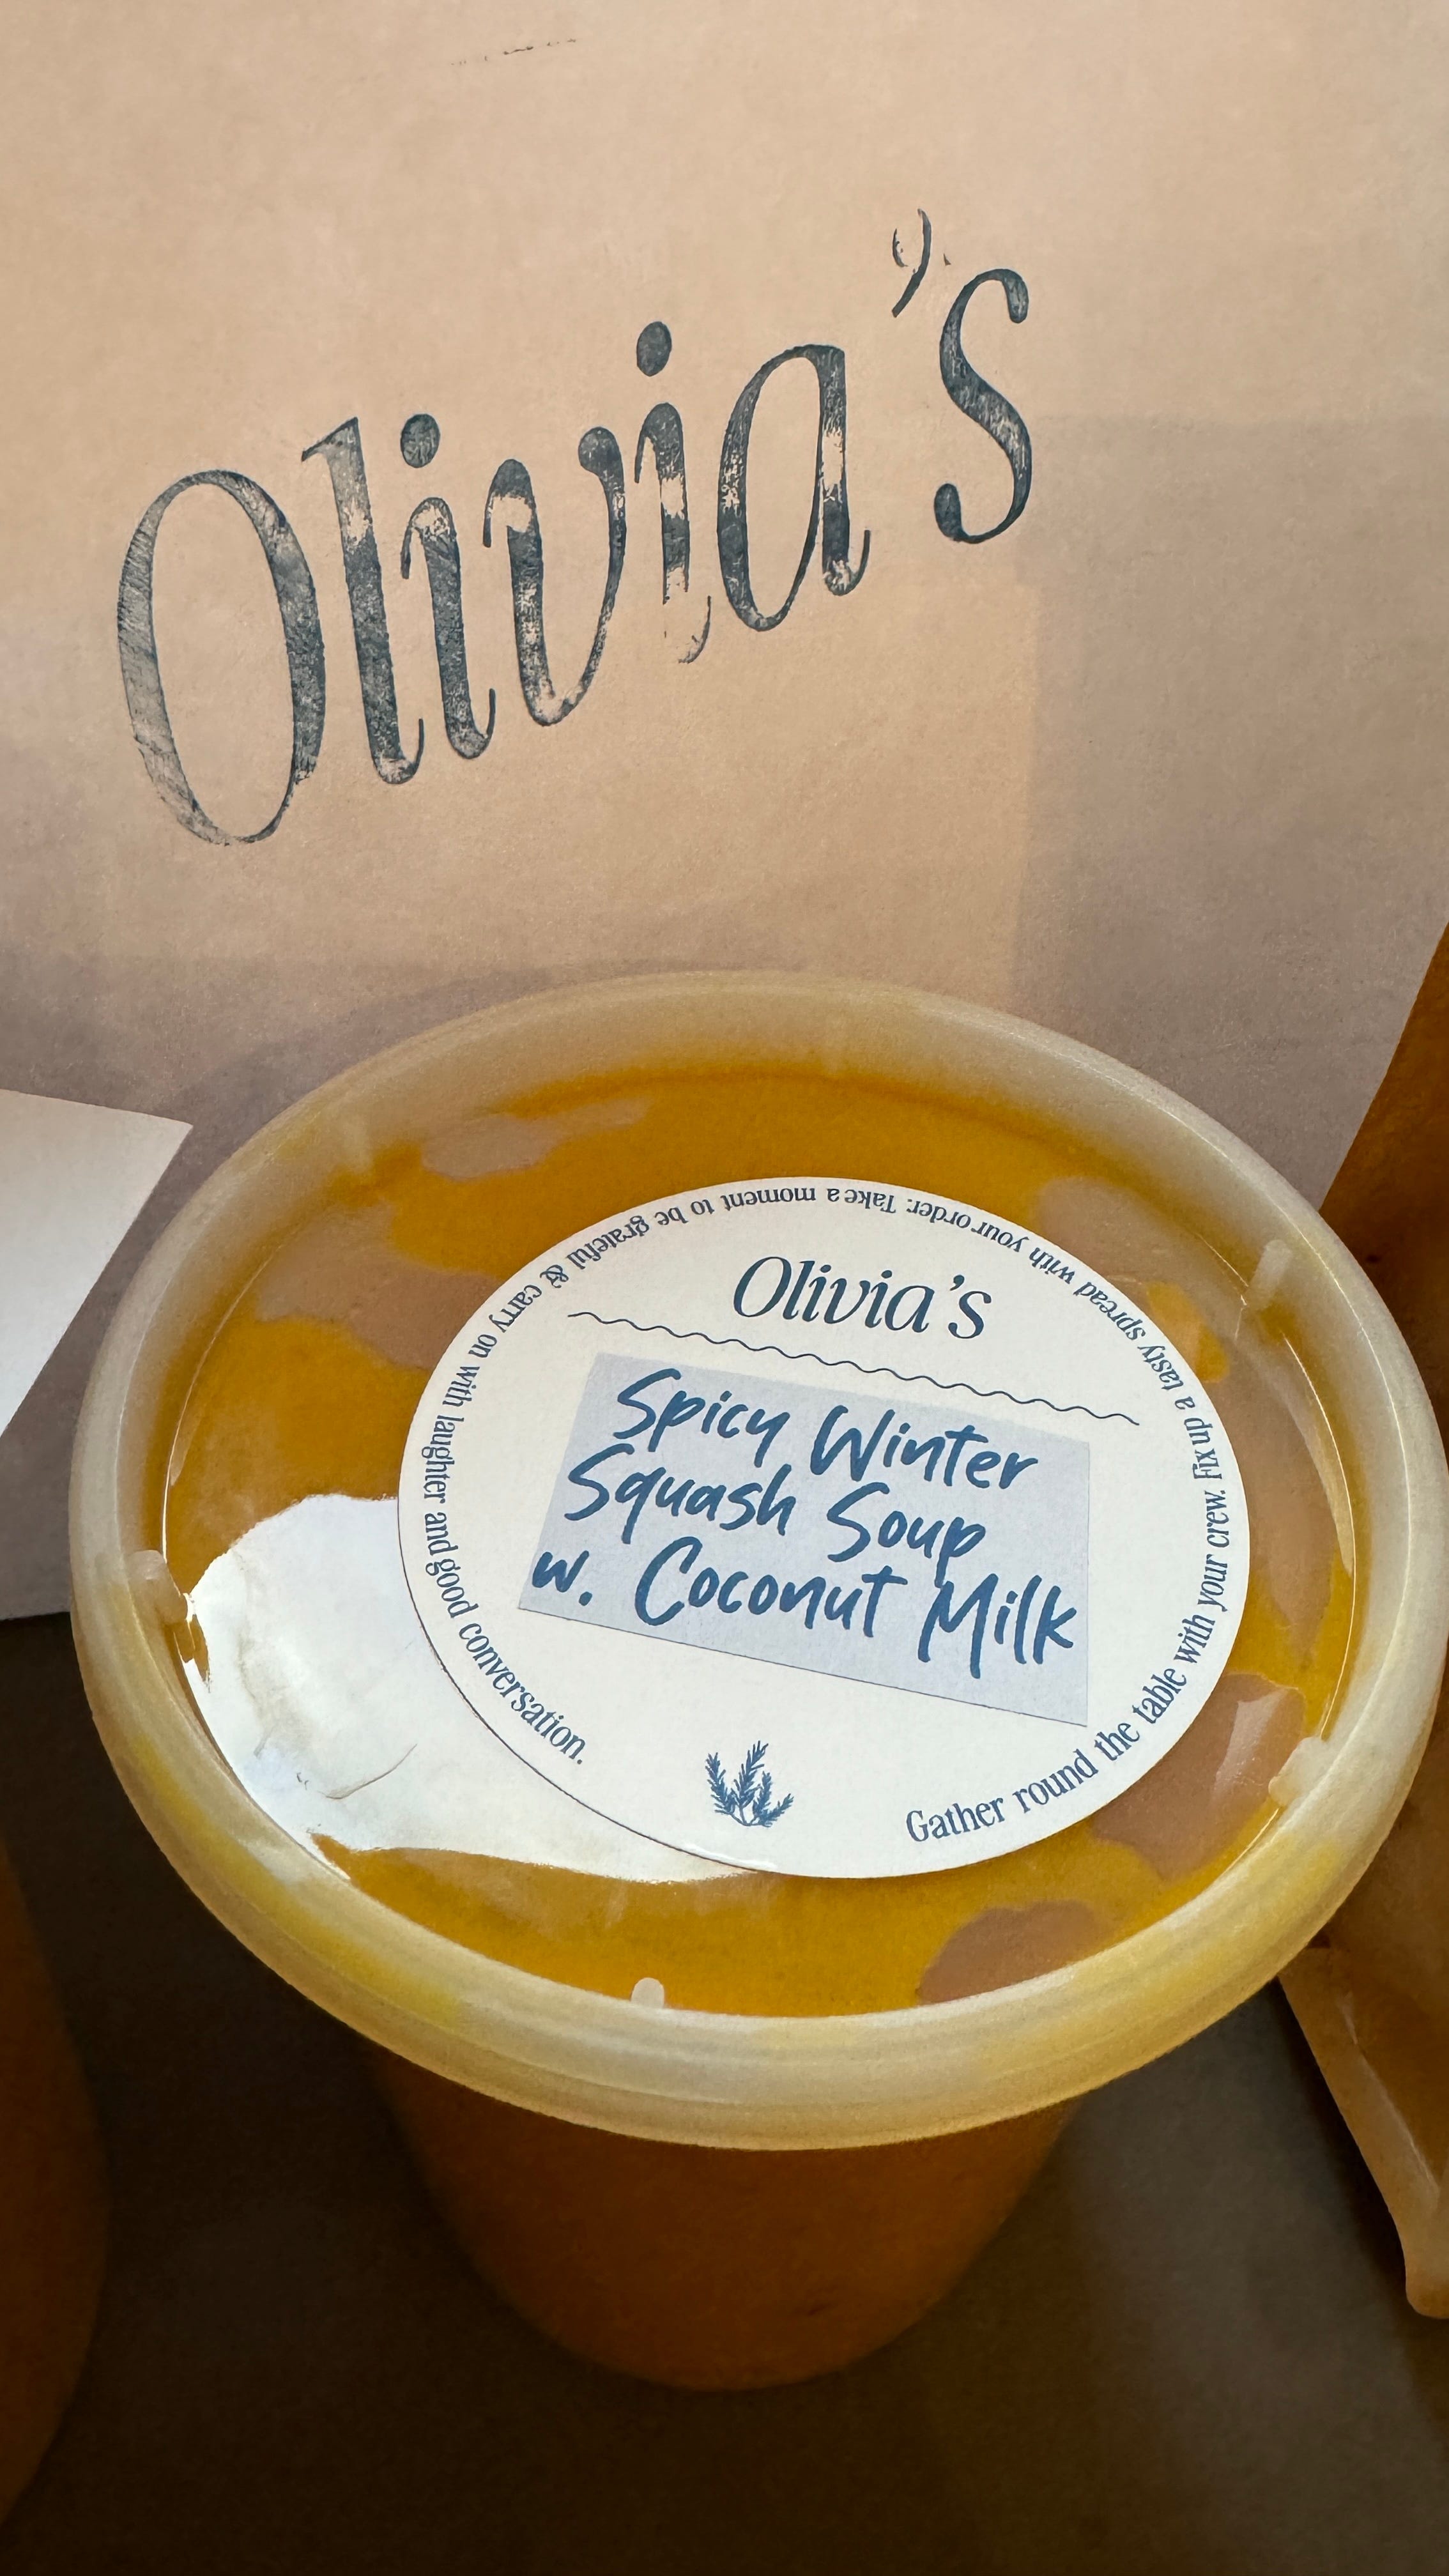 Olivia's
Olivia's
Spicy Winter
Squash Soup
w. Coconut Milk
Gather round the table with your crew. Fix up a tasty spread with your order. Take a moment to be grateful & carry on with laughter and good conversation.